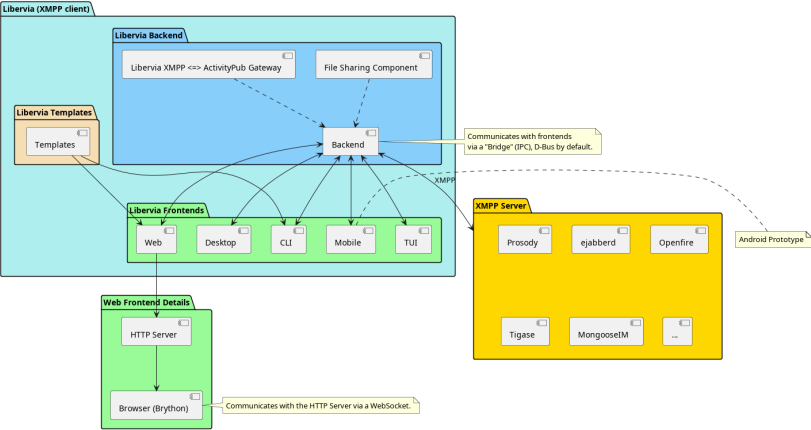 Libervia (XMPP client)
Libervia Backend
Libervia XMPP <=> ActivityPub Gateway
File Sharing Component
Libervia Templates
Templates
Backend
Communicates with frontends
via a "Bridge" (IPC), D-Bus by default.
XMPP
Libervia Frontends
Web
Desktop
CLI
Mobile
TUI
XMPP Server
Prosody
ejabberd
Openfire
Android Prototype
Tigase
MongooseIM
...
Web Frontend Details
HTTP Server
Browser (Brython)
Communicates with the HTTP Server via a WebSocket.